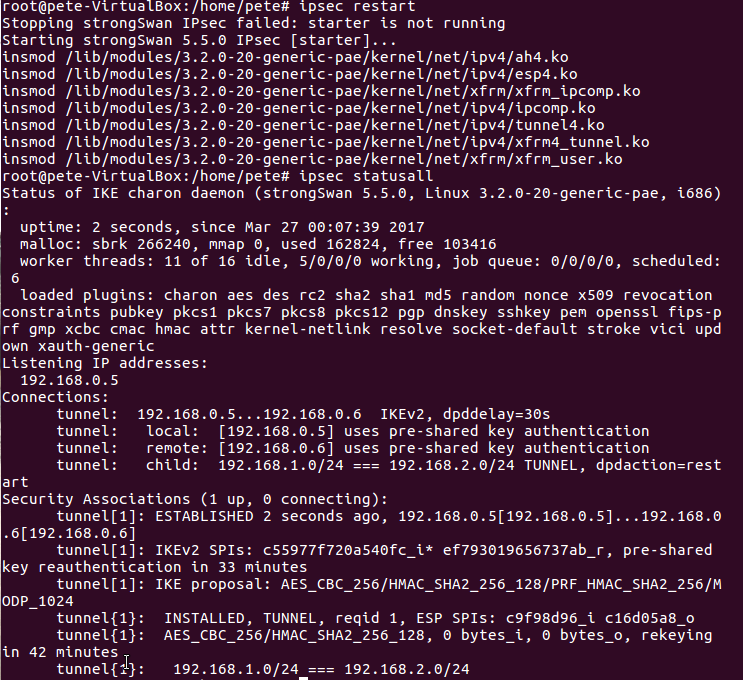 root@pete-VirtualBox:/home/pete# ipsec restart
Stopping strongSwan IPsec failed: starter is not running
Starting strongSwan 5.5.0 IPsec [starter]...
insmod /lib/modules/3.2.0-20-generic-pae/kernel/net/ipv4/ah4.ko
insmod /lib/modules/3.2.0-20-generic-pae/kernel/net/ipv4/esp4.ko
insmod /lib/modules/3.2.0-20-generic-pae/kernel/net/xfrm/xfrm_ipcomp.ko
insmod /lib/modules/3.2.0-20-generic-pae/kernel/net/ipv4/ipcomp.ko
insmod /lib/modules/3.2.0-20-generic-pae/kernel/net/ipv4/tunnel4.ko
insmod /lib/modules/3.2.0-20-generic-pae/kernel/net/ipv4/xfrm4_tunnel.ko
insmod /lib/modules/3.2.0-20-generic-pae/kernel/net/xfrm/xfrm_user.ko
root@pete-VirtualBox:/home/pete# ipsec statusall
Status of IKE charon daemon (strongSwan 5.5.0, Linux 3.2.0-20-generic-pae, i686)
:
  uptime: 2 seconds, since Mar 27 00:07:39 2017
  malloc: sbrk 266240, mmap 0, used 162824, free 103416
  worker threads: 11 of 16 idle, 5/0/0/0 working, job queue: 0/0/0/0, scheduled:
 6
  loaded plugins: charon aes des rc2 sha2 sha1 md5 random nonce x509 revocation
constraints pubkey pkcs1 pkcs7 pkcs8 pkcs12 pgp dnskey sshkey pem openssl fips-p
rf gmp xcbc cmac hmac attr kernel-netlink resolve socket-default stroke vici upd
own xauth-generic
Listening IP addresses:
  192.168.0.5
Connections:
      tunnel:  192.168.0.5...192.168.0.6  IKEv2, dpddelay=30s
      tunnel:   local:  [192.168.0.5] uses pre-shared key authentication
      tunnel:   remote: [192.168.0.6] uses pre-shared key authentication
      tunnel:   child:  192.168.1.0/24 === 192.168.2.0/24 TUNNEL, dpdaction=rest
art
Security Associations (1 up, 0 connecting):
      tunnel[1]: ESTABLISHED 2 seconds ago, 192.168.0.5[192.168.0.5]...192.168.0
.6[192.168.0.6]
      tunnel[1]: IKEv2 SPIs: c55977f720a540fc_i* ef793019656737ab_r, pre-shared
key reauthentication in 33 minutes
      tunnel[1]: IKE proposal: AES_CBC_256/HMAC_SHA2_256_128/PRF_HMAC_SHA2_256/M
ODP_1024
      tunnel{1}:  INSTALLED, TUNNEL, reqid 1, ESP SPIs: c9f98d96_i c16d05a8_o
      tunnel{1}:  AES_CBC_256/HMAC_SHA2_256_128, 0 bytes_i, 0 bytes_o, rekeying
in 42 minutes
      tunnel{1}:   192.168.1.0/24 === 192.168.2.0/24